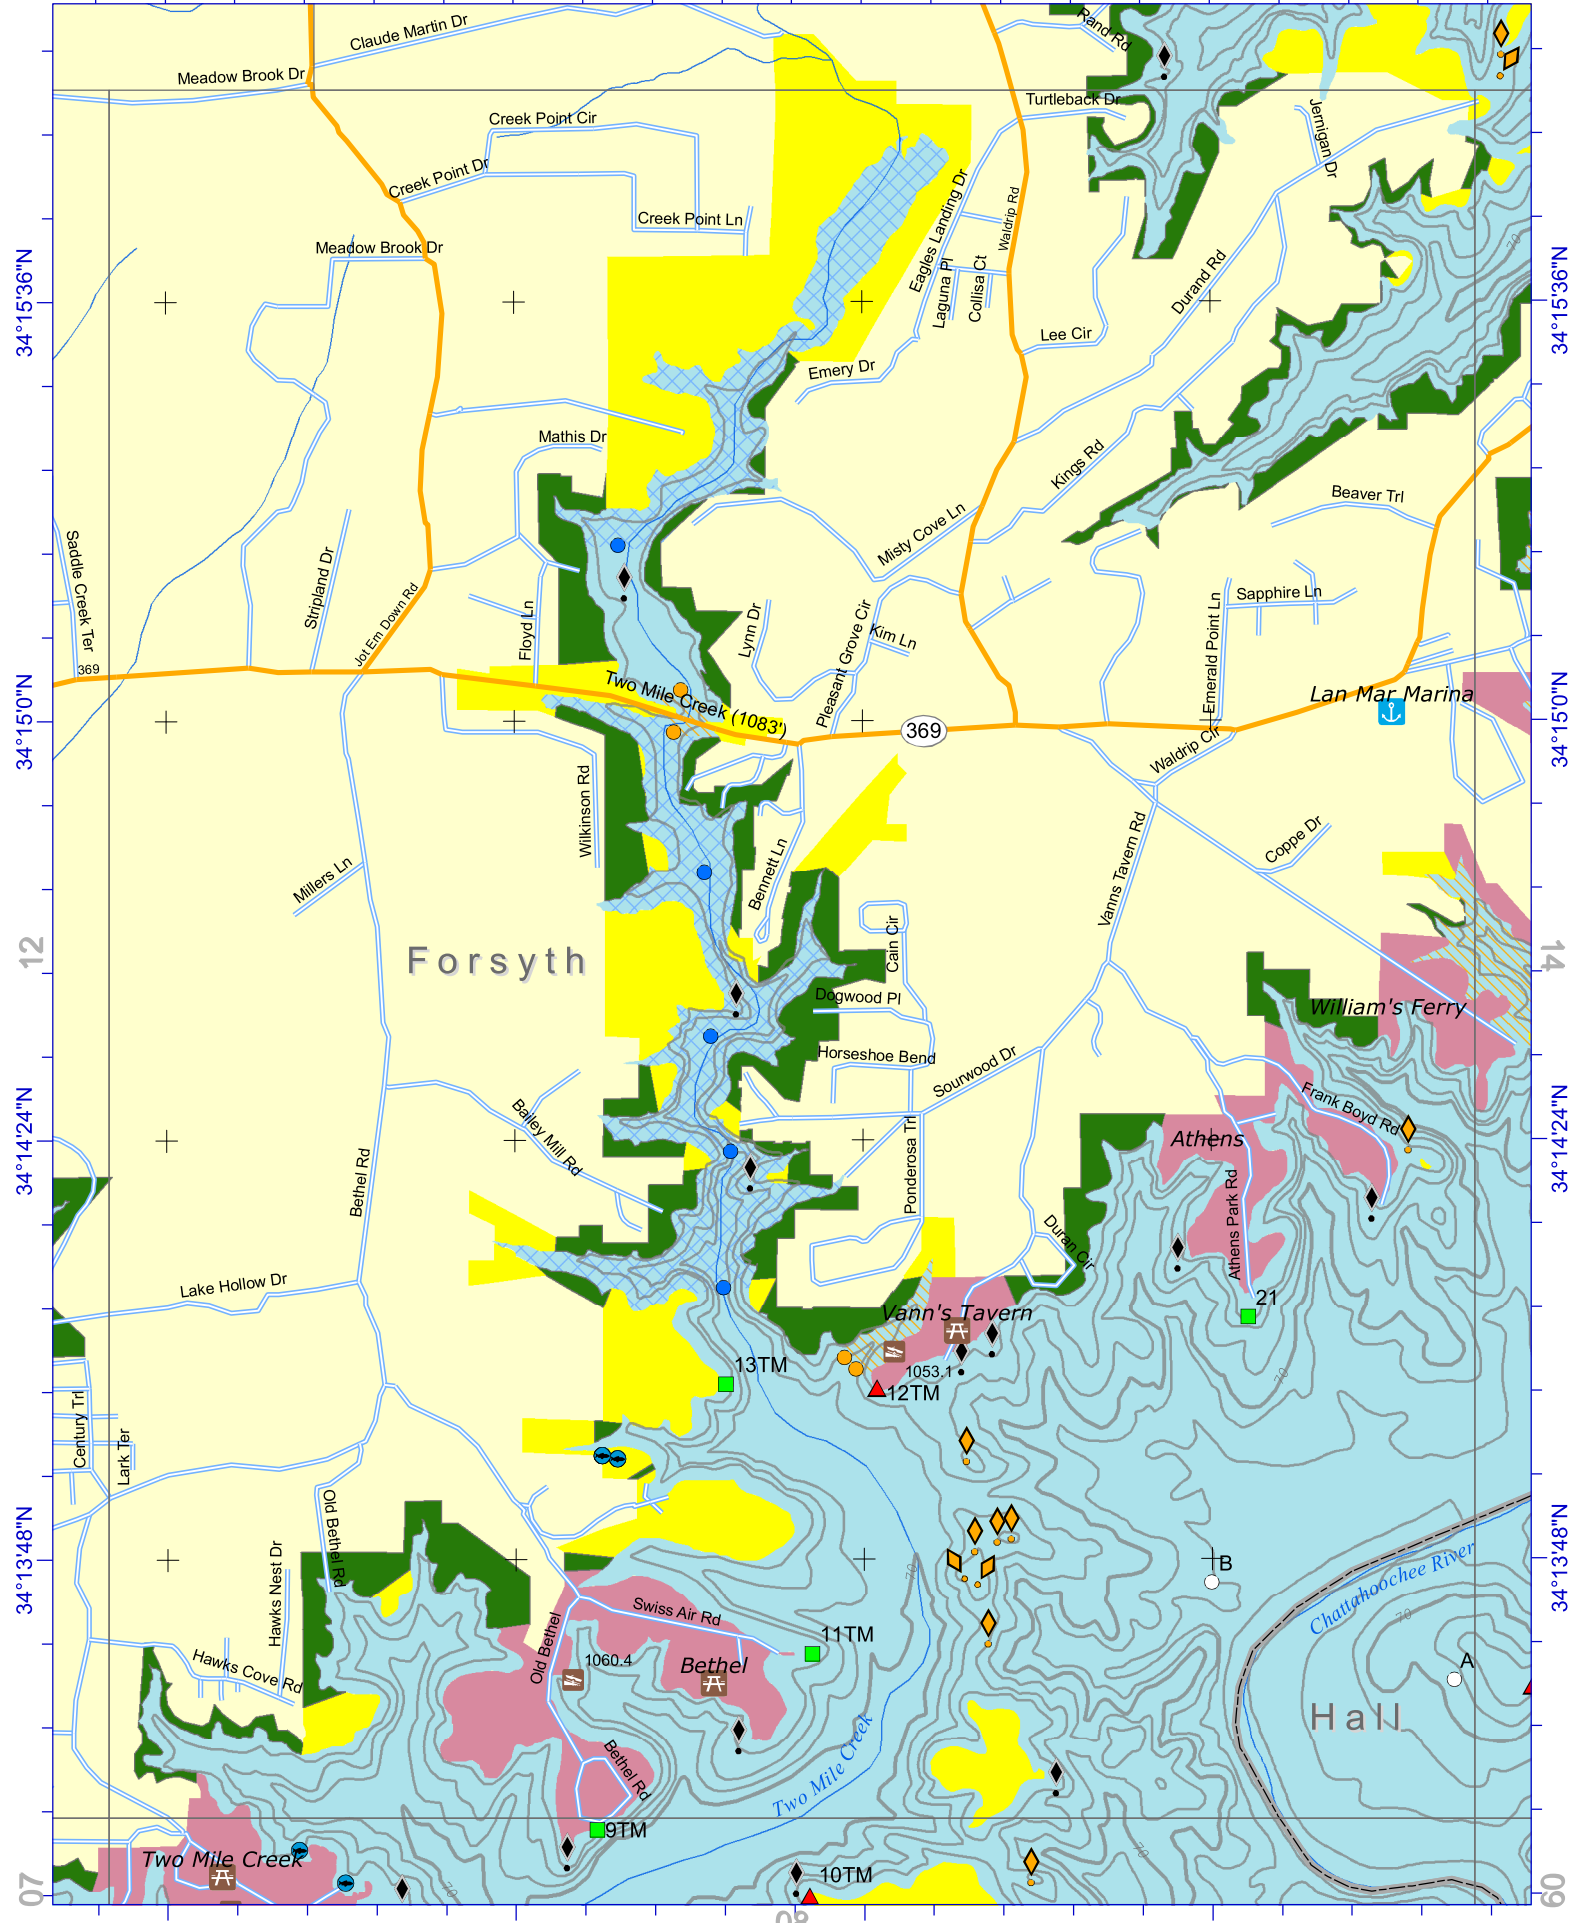 Claude Martin Dr
Rand Rd
Meadow Brook Dr
Turtleback Dr
Jernigan Dr
Creek Point Cir
Creek Point Dr
Creek Point Ln
Eagles Landing Dr
Waldrip Rd
Meadow Brook Dr
70
Laguna Pl
Collisa Ct
Durand Rd
34°15'36"N
34°15'36"N
Lee Cir
Emery Dr
Mathis Dr
Kings Rd
Beaver Trl
Misty Cove Ln
Saddle Creek Ter
Stripland Dr
Jot Em Down Rd
Floyd Ln
Lynn Dr
Pleasant Grove Cir
Kim Ln
Emerald Point Ln
Sapphire Ln
369
Two Mile Creek (1083')
369
Lan Mar Marina
34°15'0"N
34°15'0"N
Waldrip Cir
Wilkinson Rd
Vanns Tavern Rd
Coppe Dr
Millers Ln
Bennett Ln
Cain Cir
12
14
Forsyth
Dogwood Pl
William's Ferry
Horseshoe Bend
Sourwood Dr
Frank Boyd Rd
Bailey Mill Rd
Athens
34°14'24"N
34°14'24"N
Bethel Rd
Ponderosa Trl
Athens Park Rd
Duran Cir
Lake Hollow Dr
21
Vann's Tavern
13TM
1053.1
12TM
70
Century Trl
Lark Ter
Old Bethel Rd
34°13'48"N
34°13'48"N
70
B
Chattahoochee River
70
Hawks Nest Dr
Swiss Air Rd
11TM
Old Bethel
1060.4
Bethel
Hawks Cove Rd
A
Hall
Bethel Rd
Two Mile Creek
9TM
Two Mile Creek
10TM
70
70
07
08
09